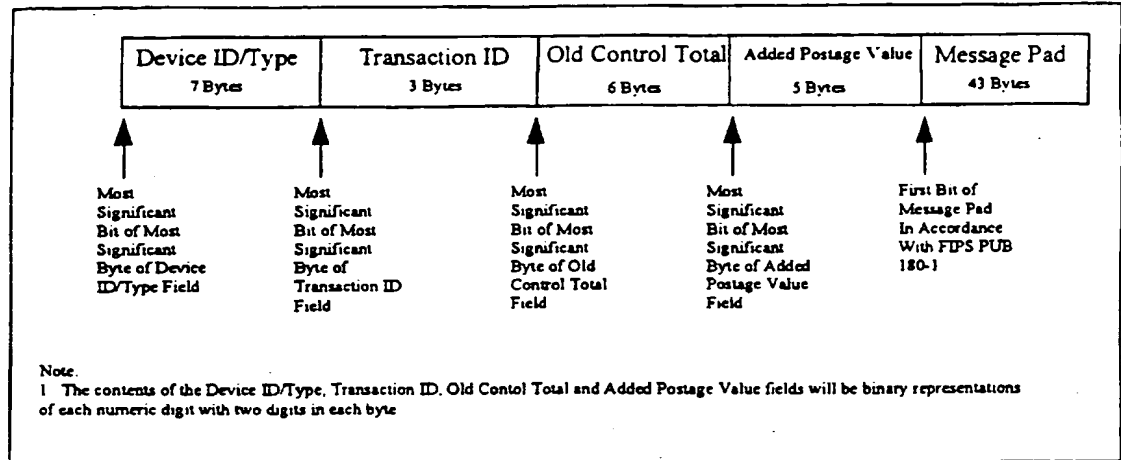 Device ID/Type
7 Bytes
Transaction ID
3 Bytes
Old Control Total
6 Bytes
Added Postage Value
5 Bytes
Message Pad
43 Bytes
Most
Significant
Bit of Most
Significant
Byte of Device
ID/Type Field
Most
Significant
Bit of Most
Significant
Byte of
Transaction ID
Field
Most
Significant
Bit of Most
Significant
Byte of Old
Control Total
Field
Most
Significant
Bit of Most
Significant
Byte of Added
Postage Value
Field
First Bit of
Message Pad
In Accordance
With FIPS PUB
180-1
Note.
1 The contents of the Device ID/Type, Transaction ID, Old Contol Total and Added Postage Value fields will be binary representations
of each numeric digit with two digits in each byte